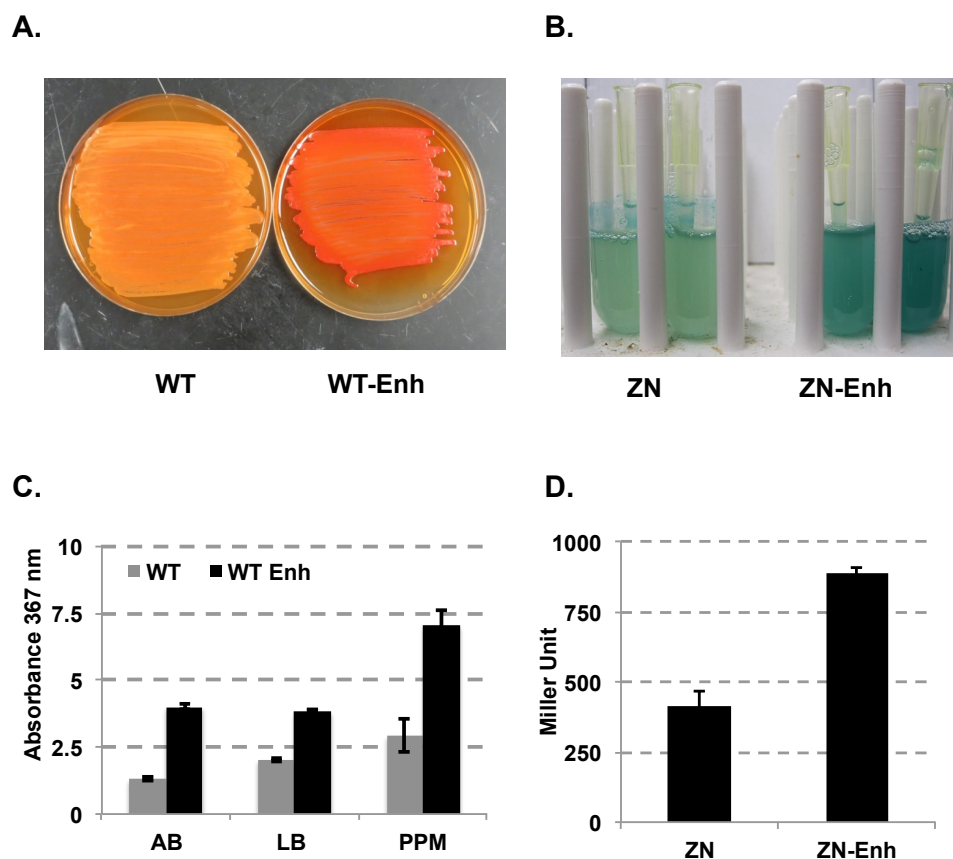 A.
B.
WT
WT-Enh
ZN
ZN-Enh
C.
Absorbance 367 nm
10
7.5
5
2.5
0
WT
WT Enh
AB
LB
PPM
D.
Miller Unit
1000
750
500
250
0
ZN
ZN-Enh